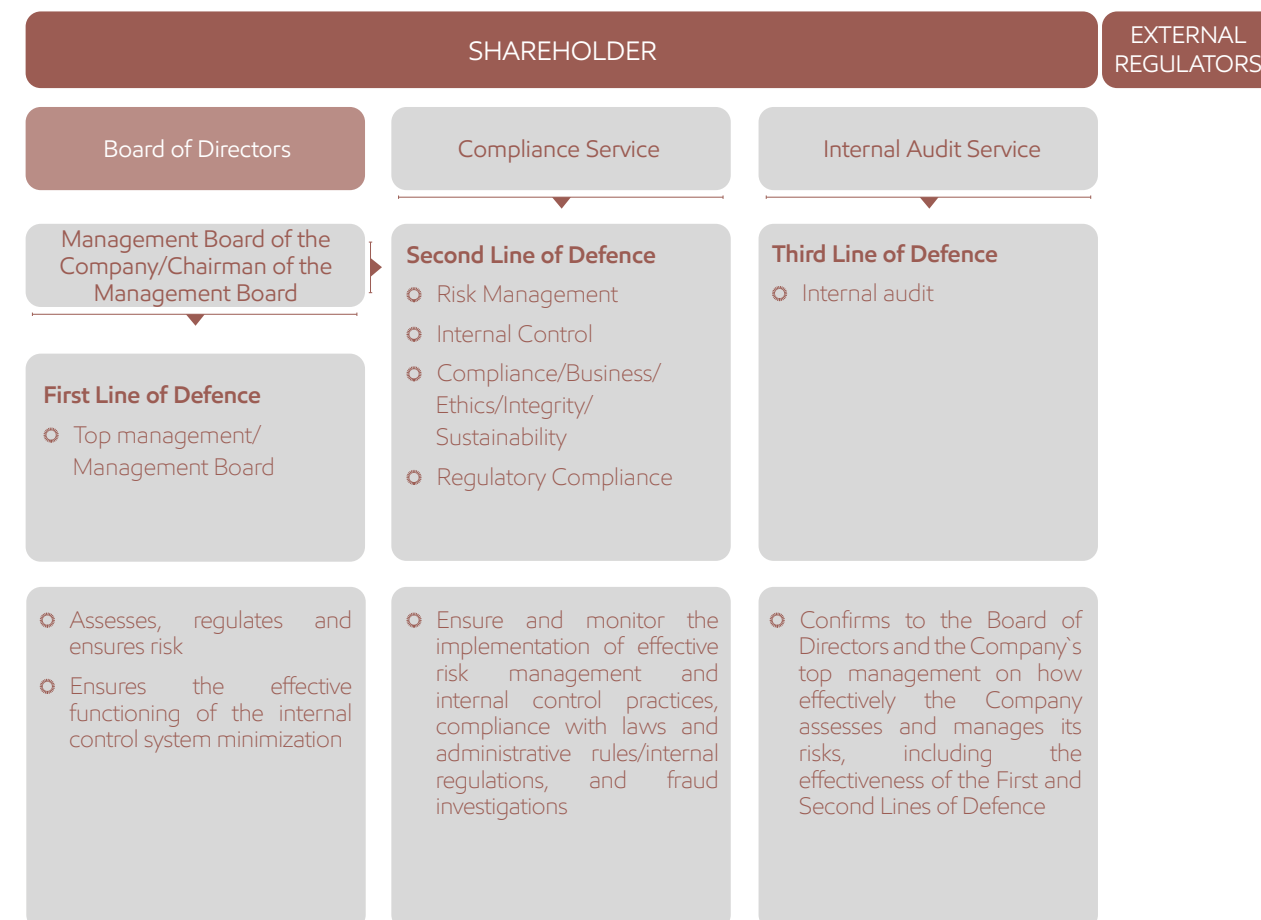 SHAREHOLDER
EXTERNAL
REGULATORS
Board of Directors
Compliance Service
Internal Audit Service
Management Board of the
Company/Chairman of the
Management Board
First Line of Defence
Top management/
Management Board
Second Line of Defence
Risk Management
Internal Control
Compliance/Business/
Ethics/Integrity/
Sustainability
Regulatory Compliance
Third Line of Defence
Internal audit
Assesses, regulates and
ensures risk
Ensures the effective
functioning of the internal
control system minimization
Ensure and monitor the
implementation of effective
risk management and
internal control practices,
compliance with laws and
administrative rules/internal
regulations, and fraud
investigations
Confirms to the Board of
Directors and the Company`s
top management on how
effectively the Company
assesses and manages its
risks, including the
effectiveness of the First and
Second Lines of Defence